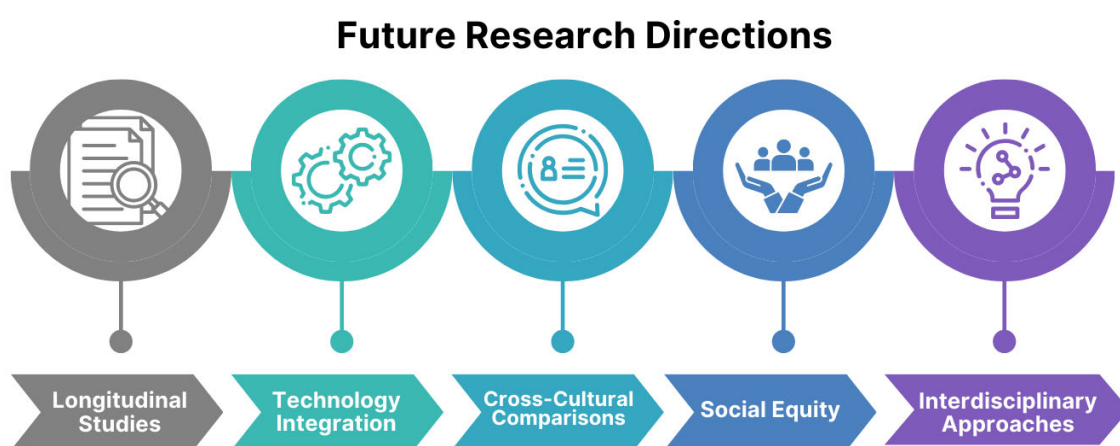 Future Research Directions
Longitudinal
Studies
Technology
Integration
Cross-Cultural
Comparisons
Social Equity
Interdisciplinary
Approaches